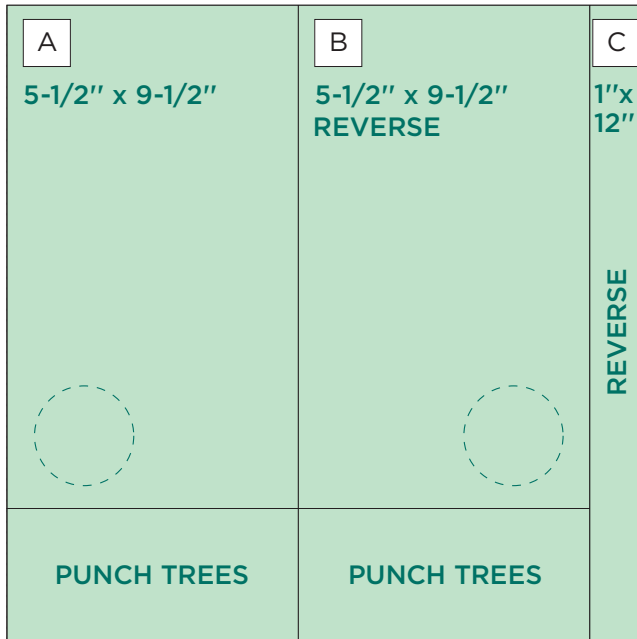 A
5-1/2" x 9-1/2"
B
5-1/2" x 9-1/2"
REVERSE
C
1"x
12"
REVERSE
PUNCH TREES
PUNCH TREES